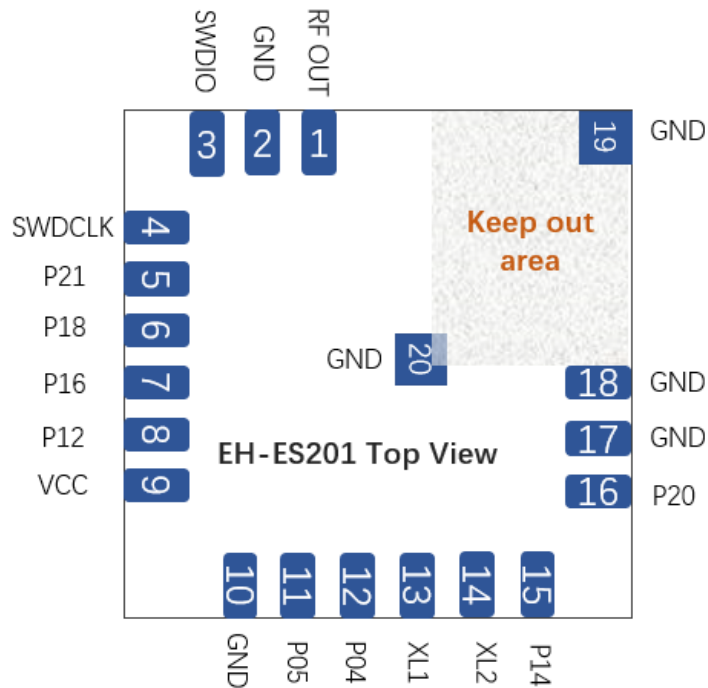 SWDIO
GND
RF OUT
3
2
1
19
GND
Keep out
area
SWDCLK
4
P21
5
P18
6
GND
20
P16
7
18
GND
P12
8
17
GND
EH-ES201 Top View
VCC
9
16
P20
10
11
12
13
14
15
GND
P05
P04
XL1
XL2
P14